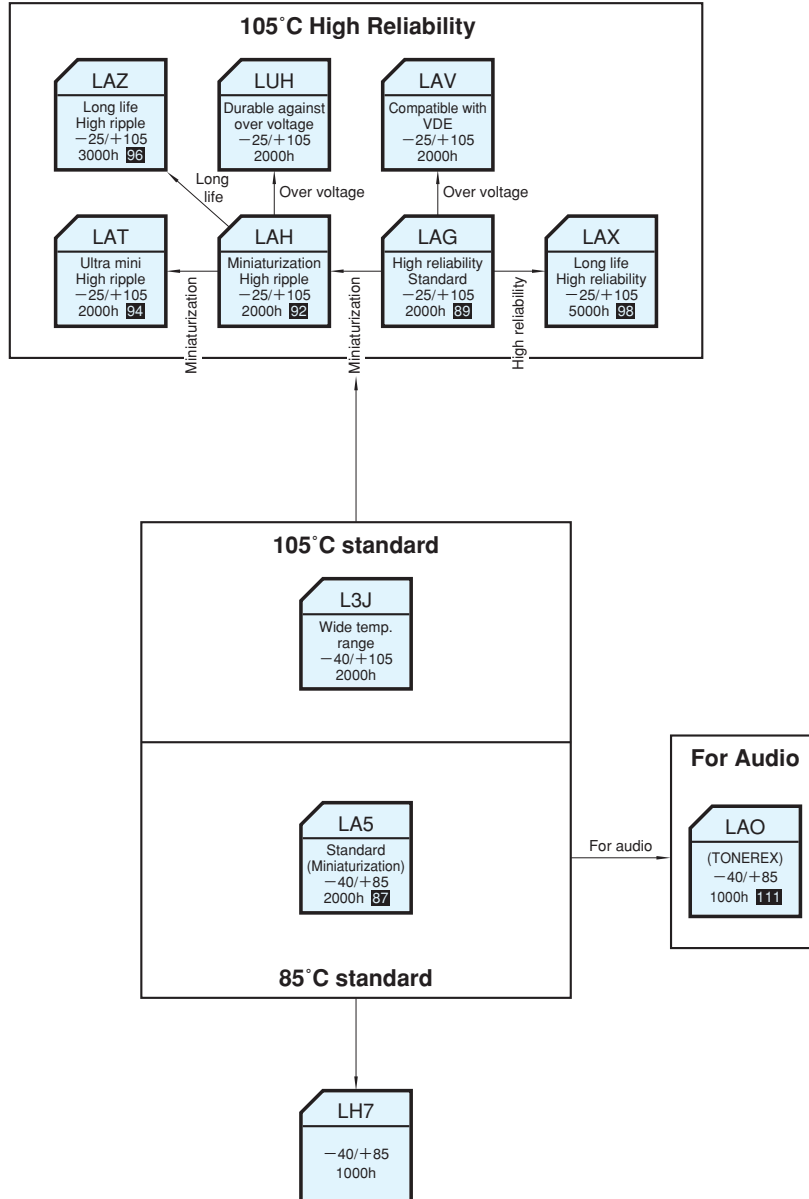 105°C High Reliability
LAZ
Long life
High ripple
−25/+105
3000h 96
LUH
Durable against
over voltage
−25/+105
2000h
LAV
Compatible with
VDE
−25/+105
2000h
Long
life
Over voltage
Over voltage
LAT
Ultra mini
High ripple
−25/+105
2000h 94
Miniaturization
LAH
Miniaturization
High ripple
−25/+105
2000h 92
Miniaturization
LAG
High reliability
Standard
−25/+105
2000h 89
High reliability
LAX
Long life
High reliability
−25/+105
5000h 98
105°C standard
L3J
Wide temp.
range
−40/+105
2000h
LA5
Standard
(Miniaturization)
−40/+85
2000h 87
85°C standard
For audio
For Audio
LAO
(TONEREX)
−40/+85
1000h 111
LH7
−40/+85
1000h